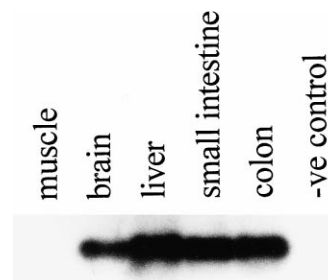 muscle
brain
liver
small intestine
colon
-ve control